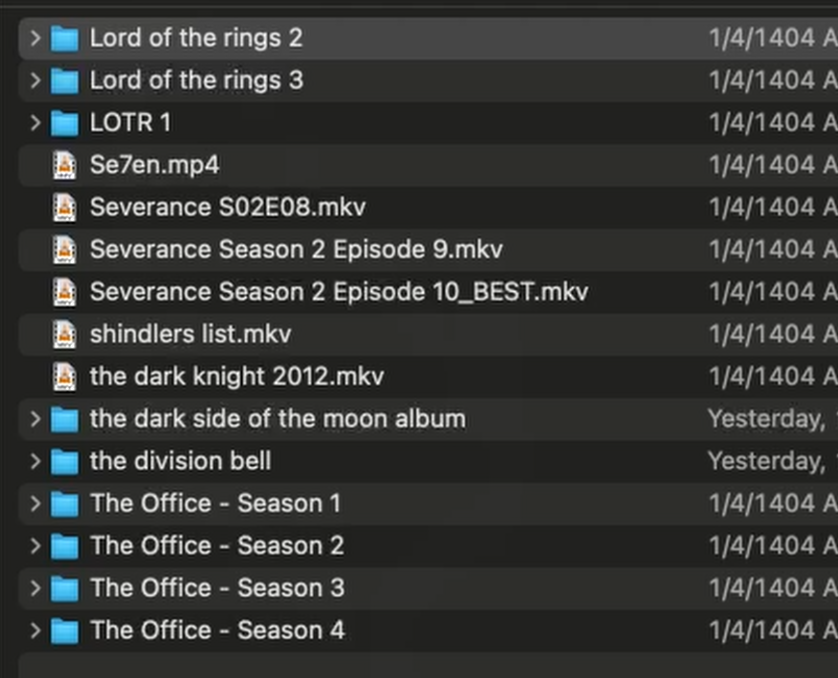 Lord of the rings 2 1/4/1404 A
Lord of the rings 3 1/4/1404 A
LOTR 1 1/4/1404 A
Se7en.mp4 1/4/1404 A
Severance S02E08.mkv 1/4/1404 A
Severance Season 2 Episode 9.mkv 1/4/1404 A
Severance Season 2 Episode 10_BEST.mkv 1/4/1404 A
shindlers list.mkv 1/4/1404 A
the dark knight 2012.mkv 1/4/1404 A
the dark side of the moon album Yesterday,
the division bell Yesterday,
The Office - Season 1 1/4/1404 A
The Office - Season 2 1/4/1404 A
The Office - Season 3 1/4/1404 A
The Office - Season 4 1/4/1404 A